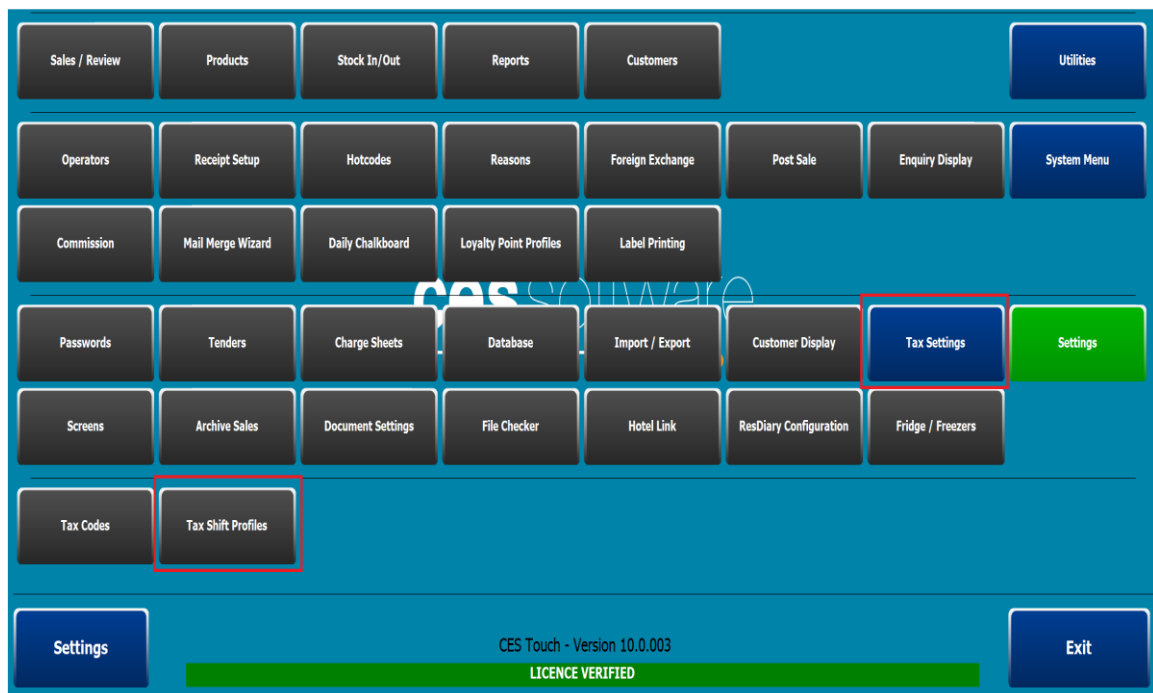 Sales / Review Products Stock In/Out Reports Customers Utilities
Operators Receipt Setup Hotcodes Reasons Foreign Exchange Post Sale Enquiry Display System Menu
Commission Mail Merge Wizard Daily Chalkboard Loyalty Point Profiles Label Printing
ces software
Passwords Tenders Charge Sheets Database Import / Export Customer Display Tax Settings Settings
Screens Archive Sales Document Settings File Checker Hotel Link ResDiary Configuration Fridge / Freezers
Tax Codes Tax Shift Profiles
Settings CES Touch - Version 10.0.003 Exit
LICENCE VERIFIED